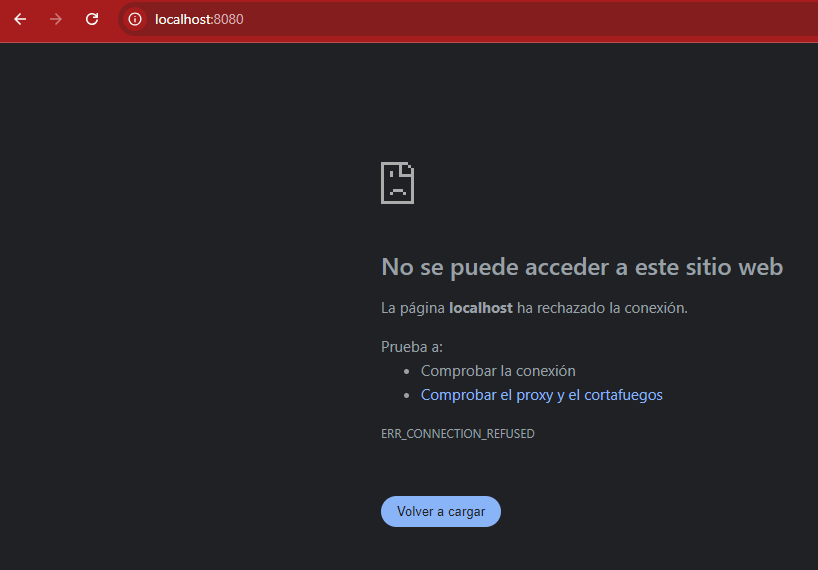 localhost:8080
No se puede acceder a este sitio web
La página localhost ha rechazado la conexión.
Prueba a:
• Comprobar la conexión
• Comprobar el proxy y el cortafuegos
ERR_CONNECTION_REFUSED
Volver a cargar